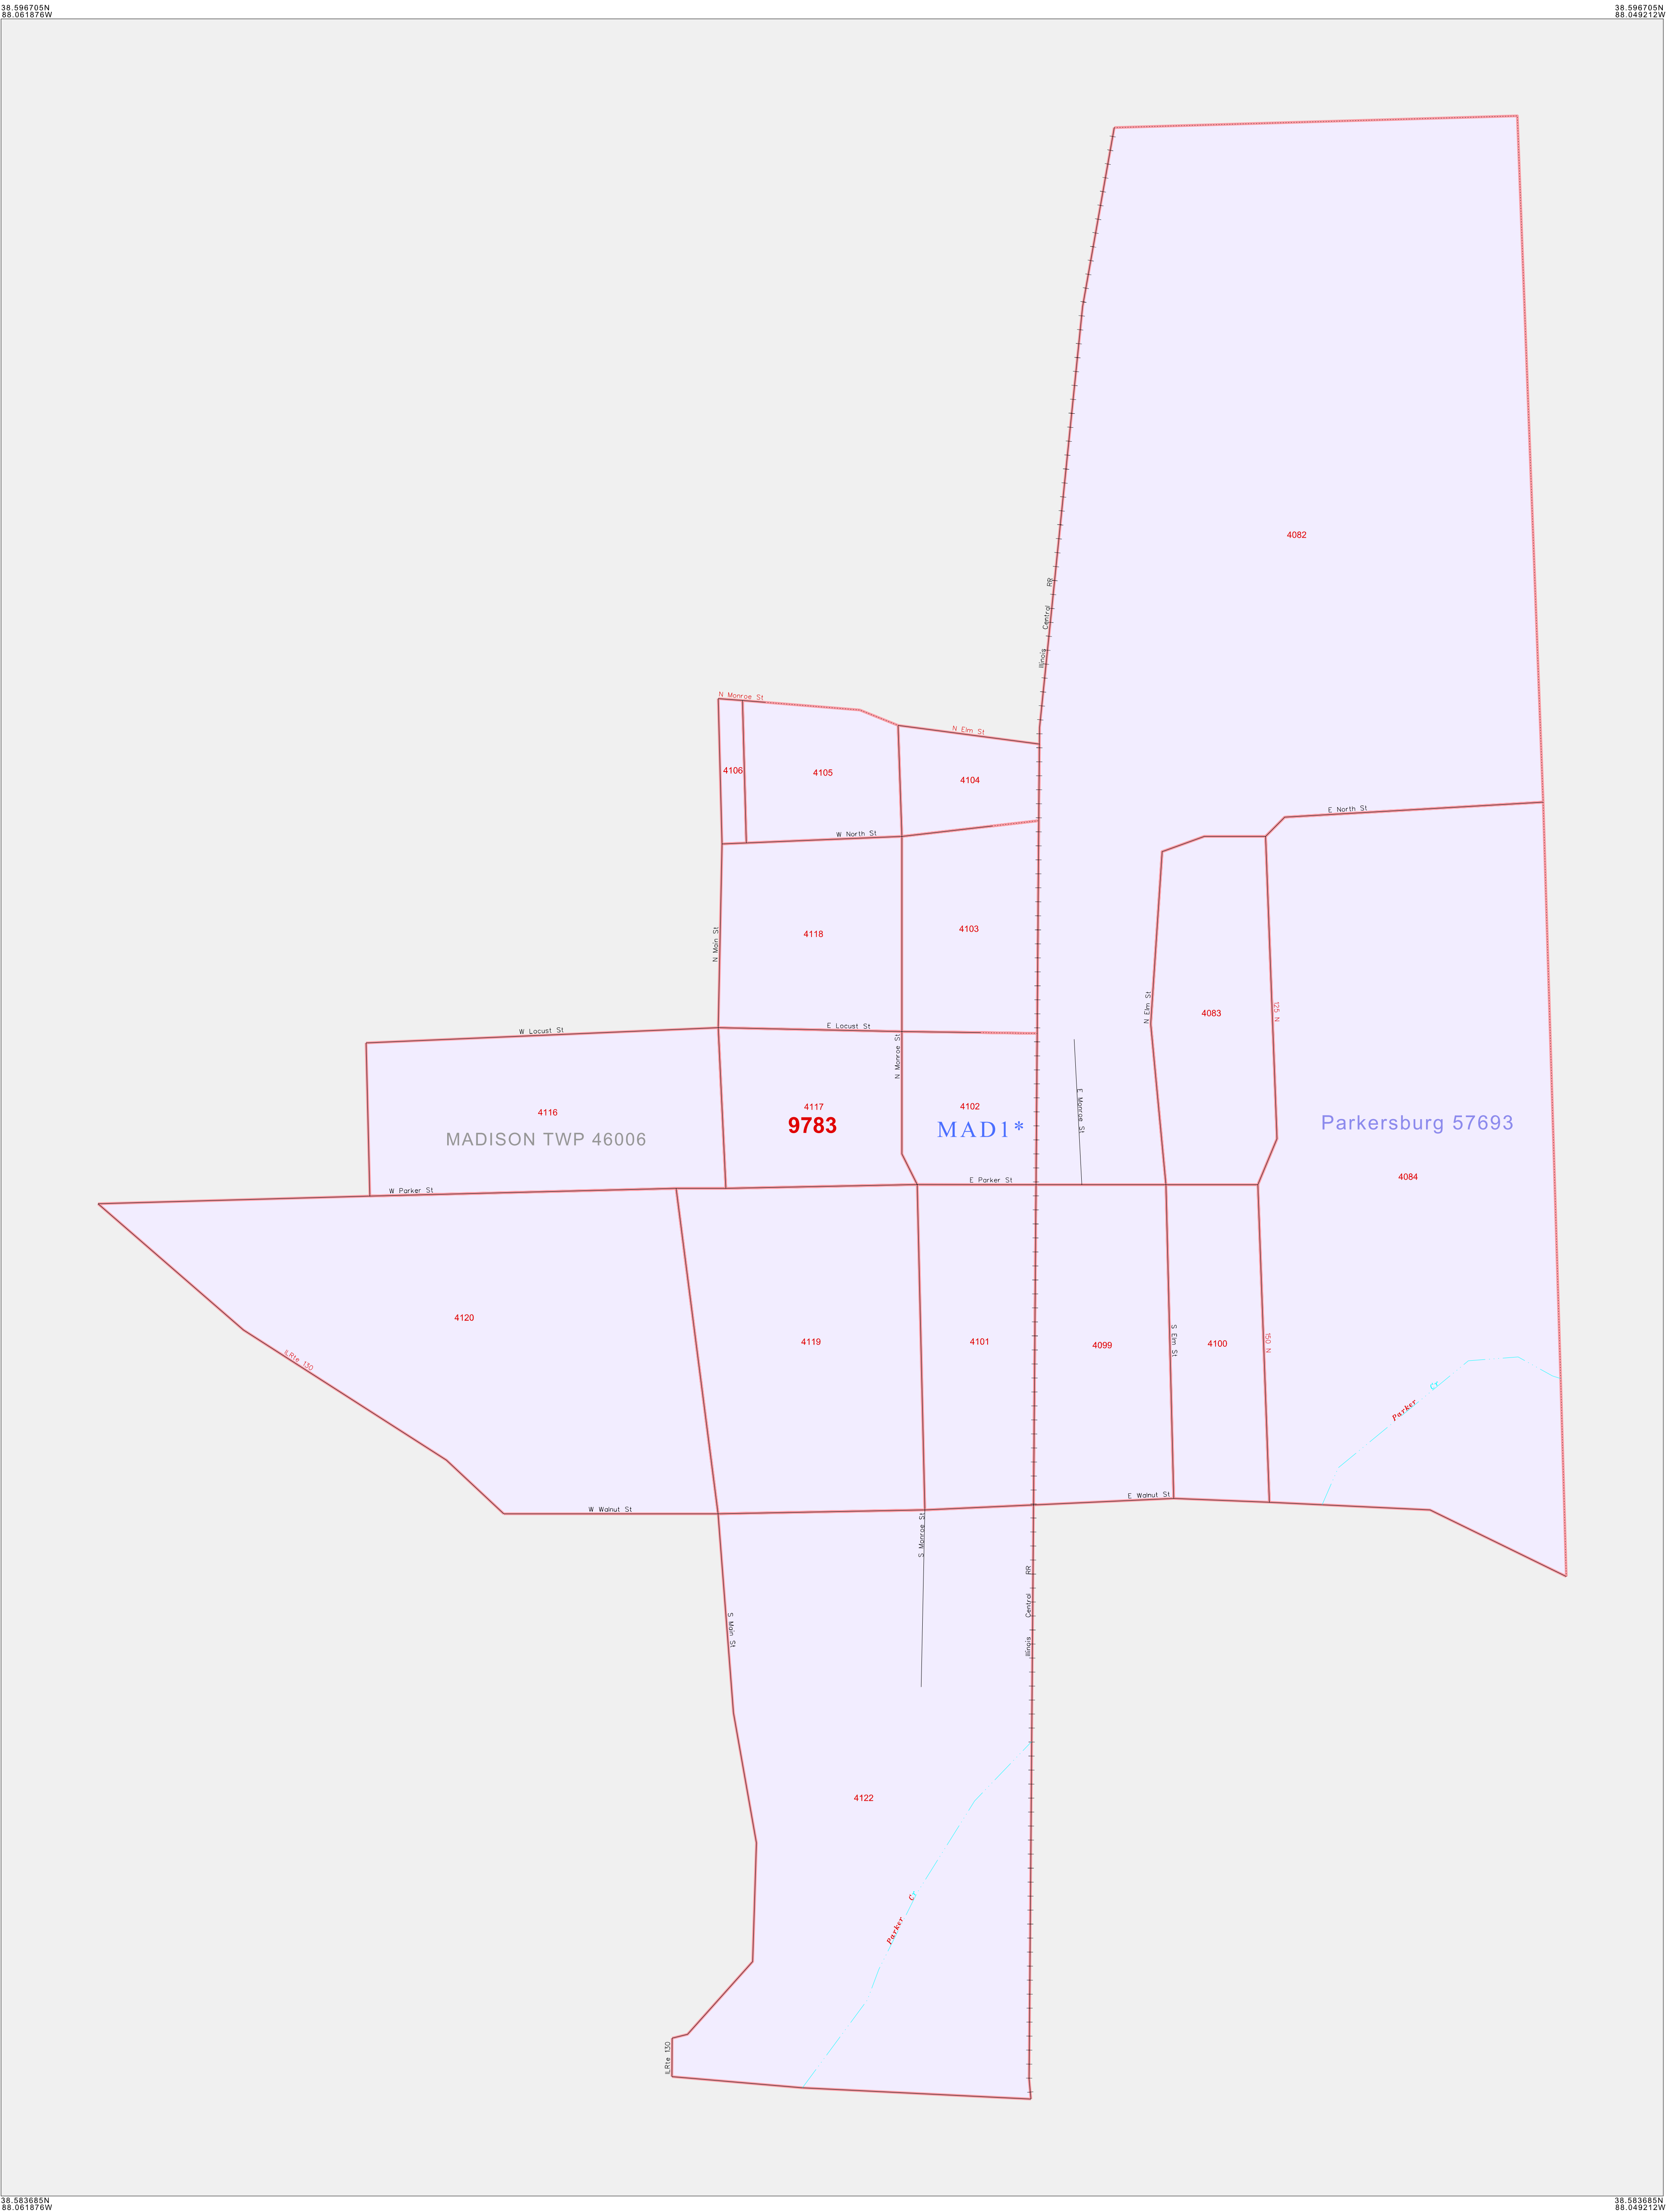 38.596705N
88.061876W
38.596705N
88.049212W
4082
Illinois Central RR
N Monroe St
N Elm St
4106
4105
4104
E North St
W North St
N Main St
4118
4103
N Elm St
4083
125 N
W Locust St
E Locust St
N Monroe St
E Monroe St
4116
4117
4102
MADISON TWP 46006
9783
MAD1*
Parkersburg 57693
4084
W Parker St
E Parker St
4120
4119
4101
4099
S Elm St
4100
150 N
ILRte 130
Parker Cr
W Walnut St
E Walnut St
S Monroe St
S Main St
Illinois Central RR
4122
Parker Cr
ILRte 130
38.583685N
88.061876W
38.583685N
88.049212W